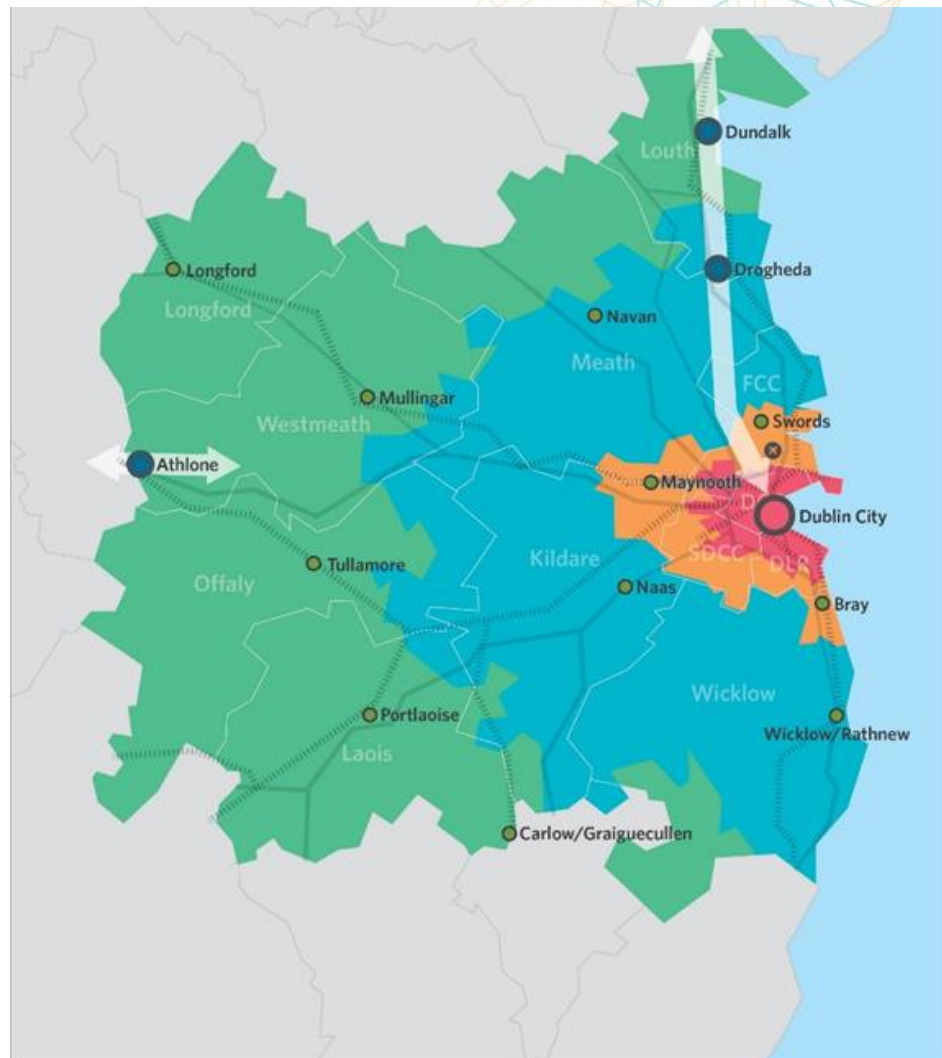 Dundalk
Louth
Longford
Drogheda
Longford
Navan
Meath
FCC
Mullingar
Swords
Westmeath
Athlone
Maynooth
D
Dublin City
Kildare
SDCC
DLR
Tullamore
Offaly
Naas
Bray
Wicklow
Portlaoise
Wicklow/Rathnew
Laois
Carlow/Graiguecullen